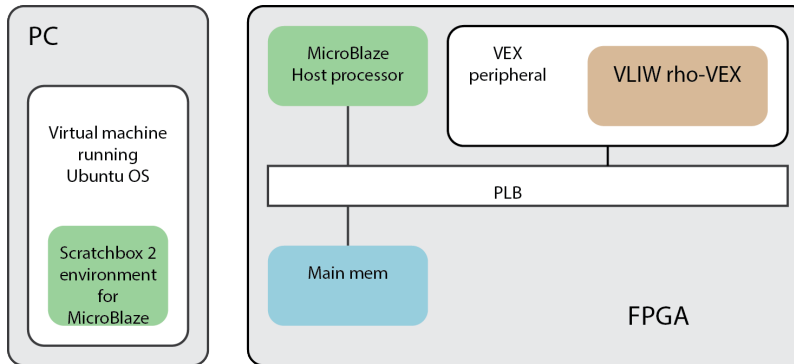 PC
Virtual machine
running
Ubuntu OS
Scratchbox 2
environment
for
MicroBlaze
MicroBlaze
Host processor
VEX
peripheral
VLIW rho-VEX
PLB
Main mem
FPGA